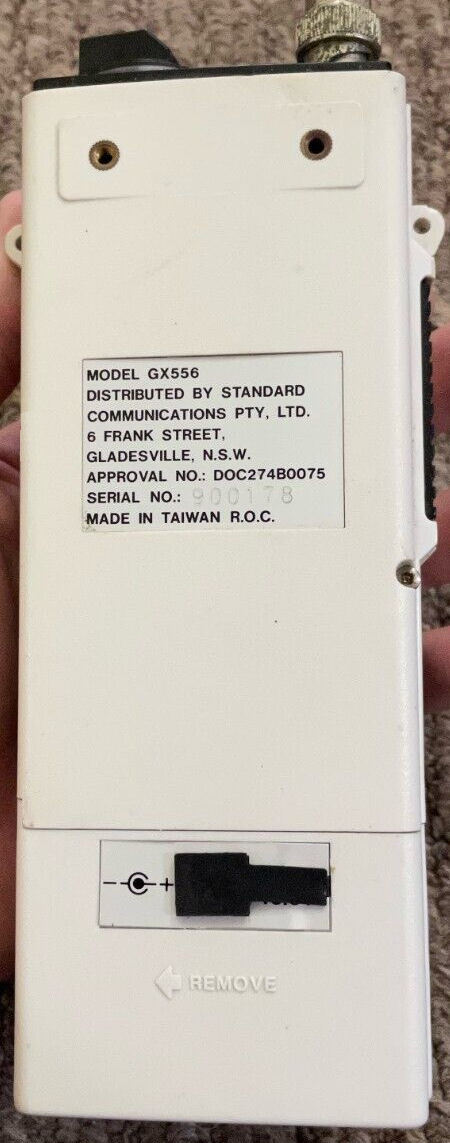 MODEL GX556
DISTRIBUTED BY STANDARD
COMMUNICATIONS PTY, LTD.
6 FRANK STREET,
GLADESVILLE, N.S.W.
APPROVAL NO.: DOC274B0075
SERIAL NO.: 900178
MADE IN TAIWAN R.O.C.
- +
REMOVE